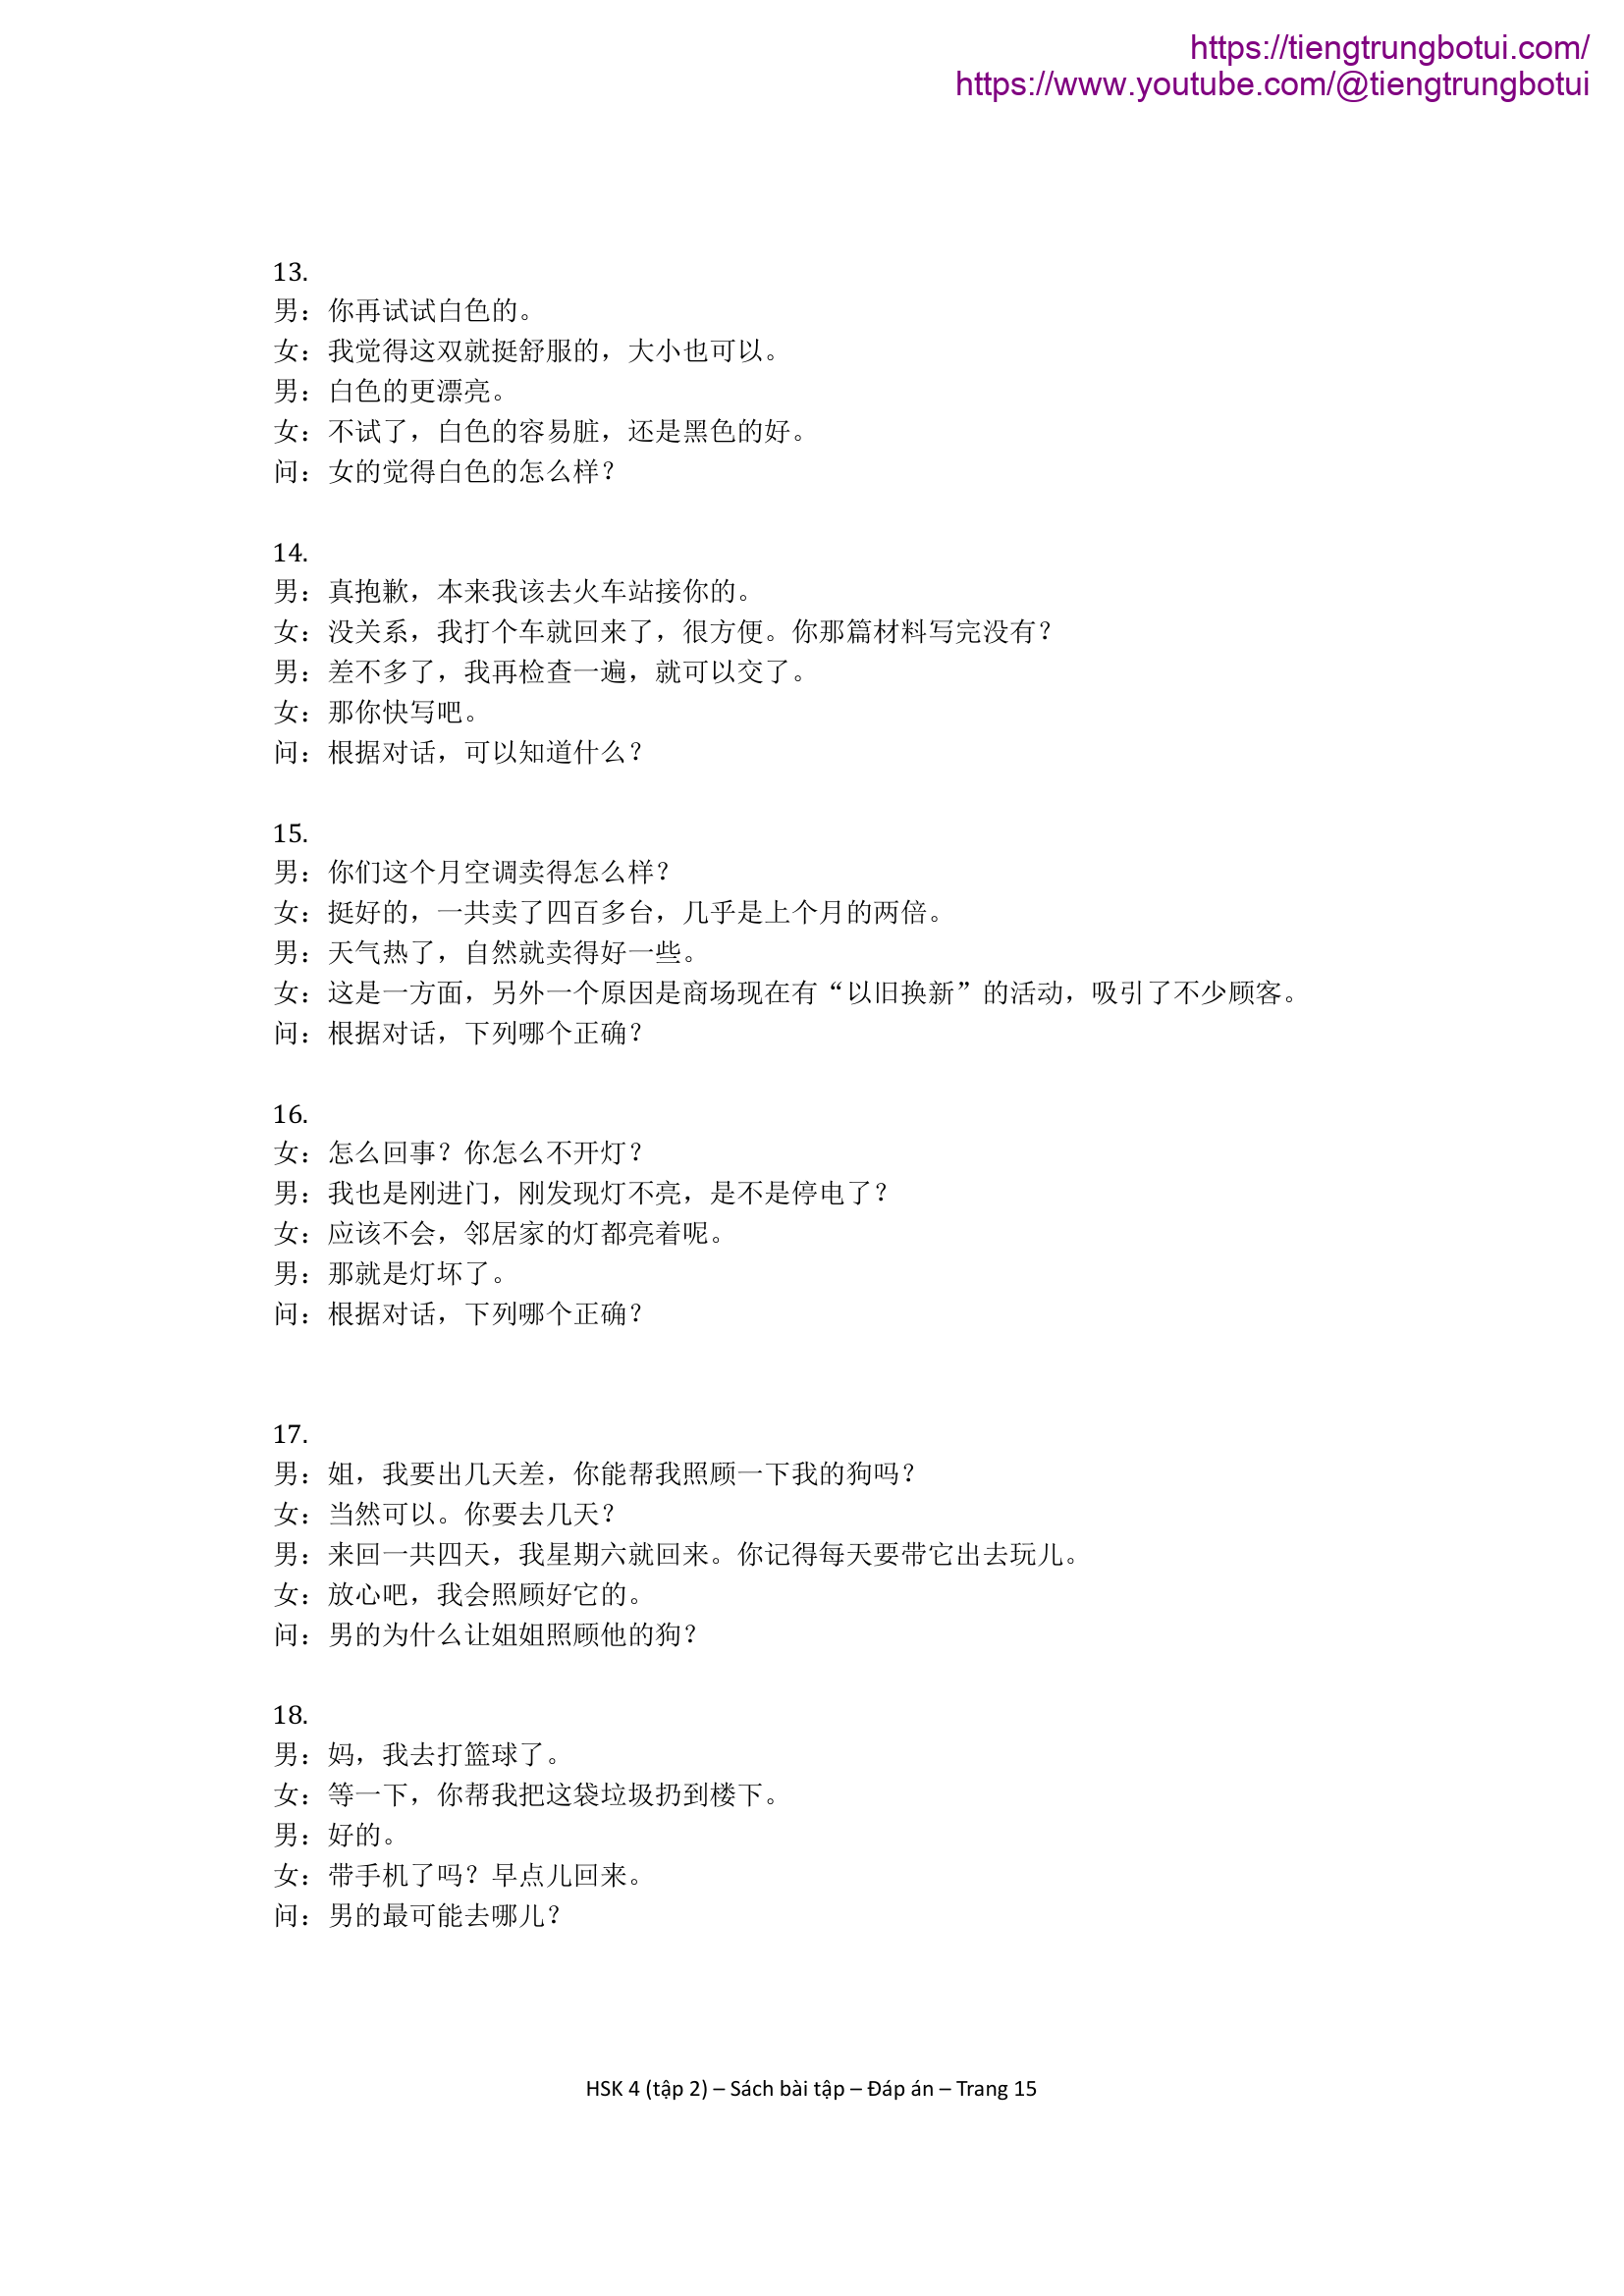 https://tiengtrungbotui.com/
https://www.youtube.com/@tiengtrungbotui
13.
男：你再试试白色的。
女：我觉得这双就挺舒服的，大小也可以。
男：白色的更漂亮。
女：不试了，白色的容易脏，还是黑色的好。
问：女的觉得白色的怎么样？
14.
男：真抱歉，本来我该去火车站接你的。
女：没关系，我打个车就回来了，很方便。你那篇材料写完没有？
男：差不多了，我再检查一遍，就可以交了。
女：那你快写吧。
问：根据对话，可以知道什么？
15.
男：你们这个月空调卖得怎么样？
女：挺好的，一共卖了四百多台，几乎是上个月的两倍。
男：天气热了，自然就卖得好一些。
女：这是一方面，另外一个原因是商场现在有“以旧换新”的活动，吸引了不少顾客。
问：根据对话，下列哪个正确？
16.
女：怎么回事？你怎么不开灯？
男：我也是刚进门，刚发现灯不亮，是不是停电了？
女：应该不会，邻居家的灯都亮着呢。
男：那就是灯坏了。
问：根据对话，下列哪个正确？
17.
男：姐，我要出几天差，你能帮我照顾一下我的狗吗？
女：当然可以。你要去几天？
男：来回一共四天，我星期六就回来。你记得每天要带它出去玩儿。
女：放心吧，我会照顾好它的。
问：男的为什么让姐姐照顾他的狗？
18.
男：妈，我去打篮球了。
女：等一下，你帮我把这袋垃圾扔到楼下。
男：好的。
女：带手机了吗？早点儿回来。
问：男的最可能去哪儿？
HSK 4 (tập 2) – Sách bài tập – Đáp án – Trang 15